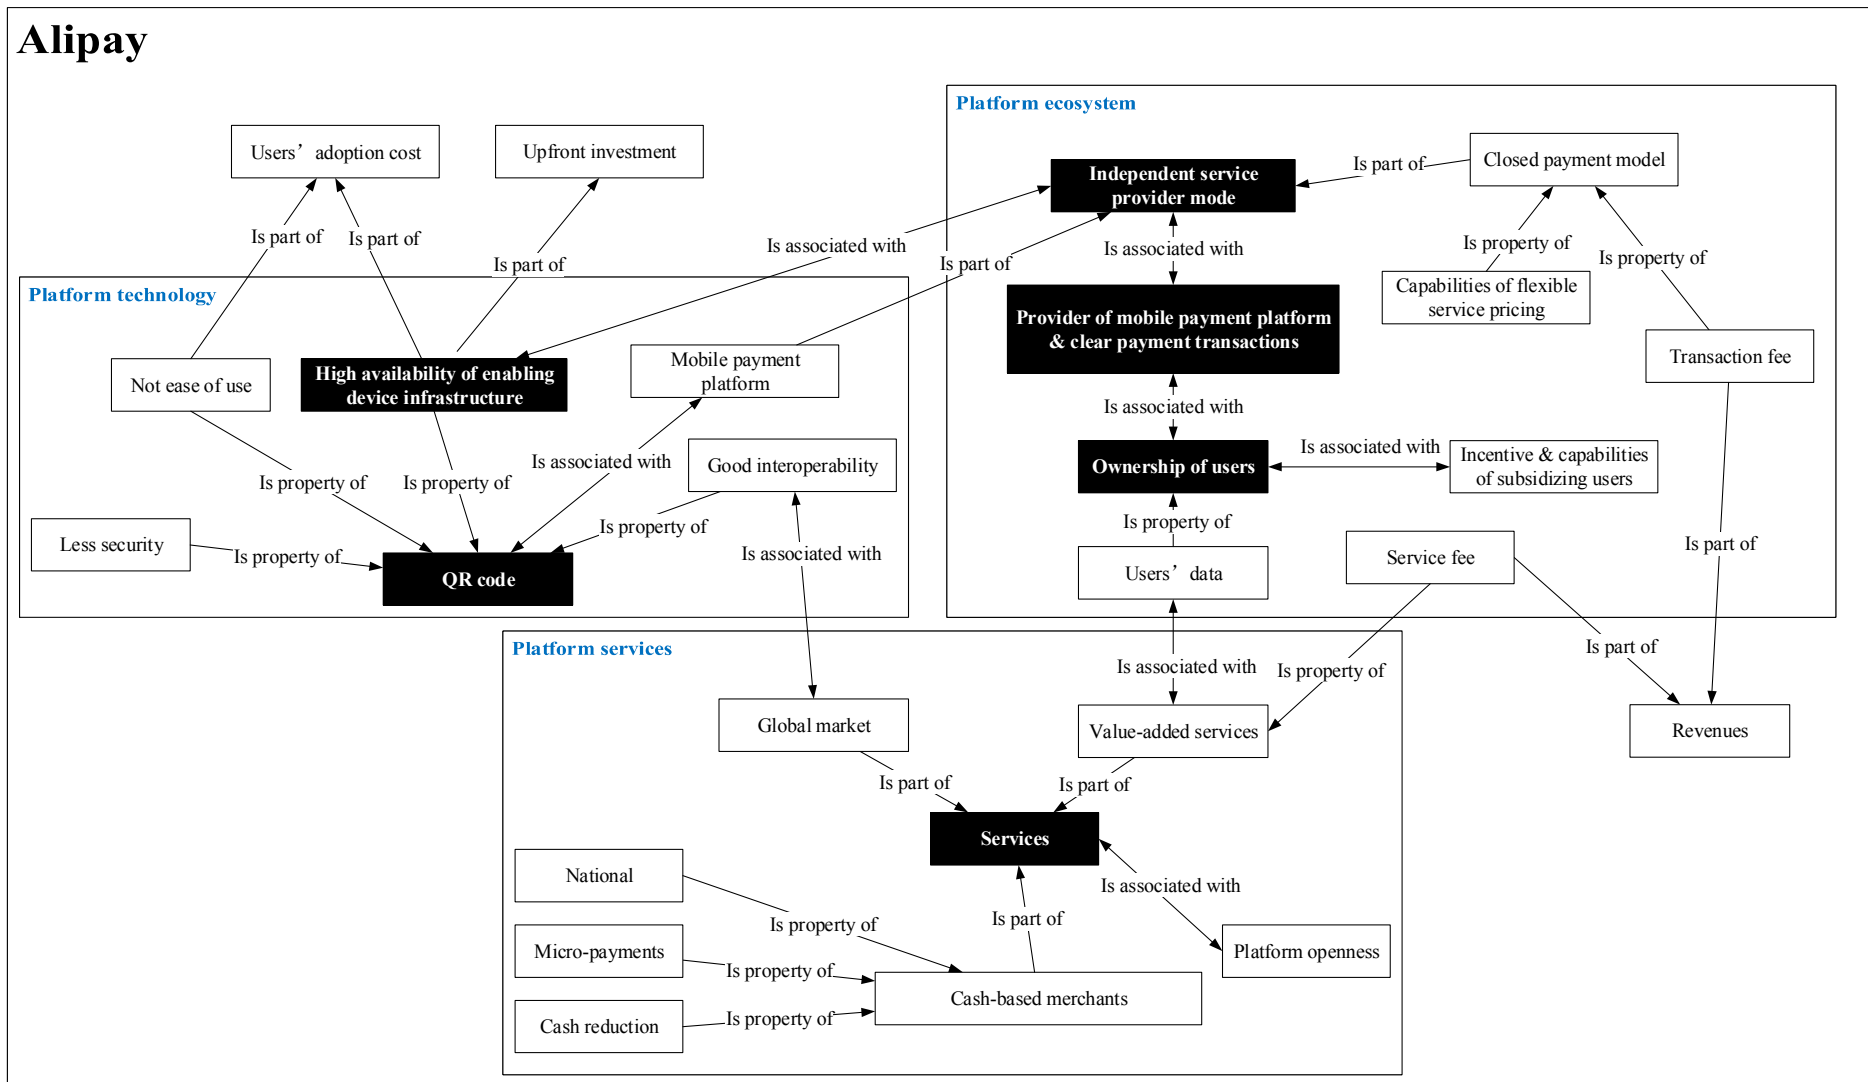 Alipay
Platform ecosystem
Users’ adoption cost
Upfront investment
Independent service
provider mode
Is part of
Closed payment model
Is part of
Is part of
Is part of
Is associated with
Is part of
Is associated with
Is property of
Is property of
Platform technology
Capabilities of flexible
service pricing
Provider of mobile payment platform
& clear payment transactions
Not ease of use
High availability of enabling
device infrastructure
Mobile payment
platform
Transaction fee
Is associated with
Is property of
Is property of
Is associated with
Good interoperability
Ownership of users
Is associated with
Incentive & capabilities
of subsidizing users
Less security
Is property of
Is property of
Is associated with
Is property of
QR code
Users’ data
Service fee
Is part of
Platform services
Is associated with
Is property of
Is part of
Global market
Value-added services
Revenues
Is part of
Is part of
Services
National
Is property of
Is part of
Is associated with
Micro-payments
Is property of
Platform openness
Cash-based merchants
Cash reduction
Is property of